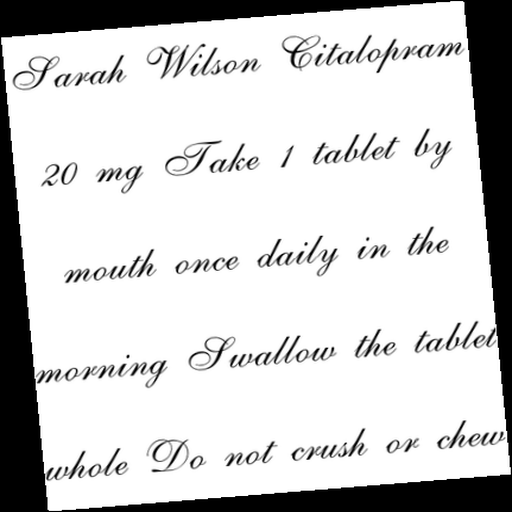 Sarah Wilson Citalopram
20 mg Take 1 tablet by
mouth once daily in the
morning Swallow the tablet
whole Do not crush or chew